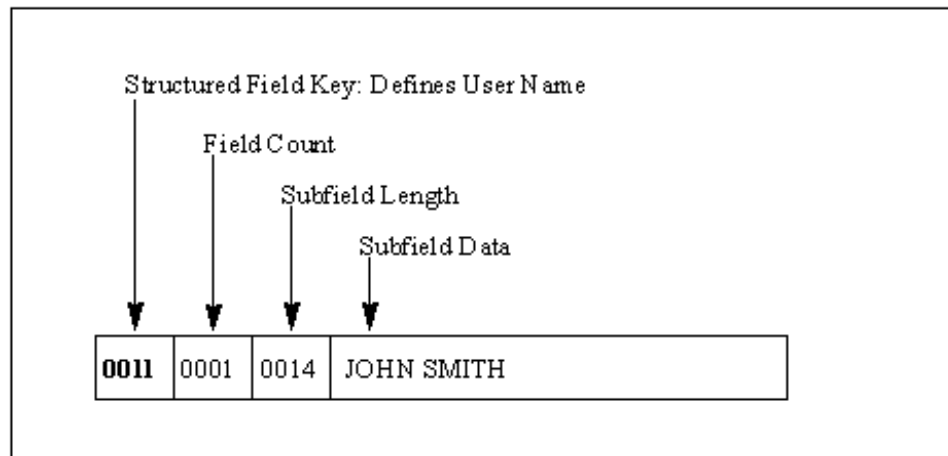 Structured Field Key: Defines User Name
Field Count
Subfield Length
Subfield Data
0011 0001 0014 JOHN SMITH